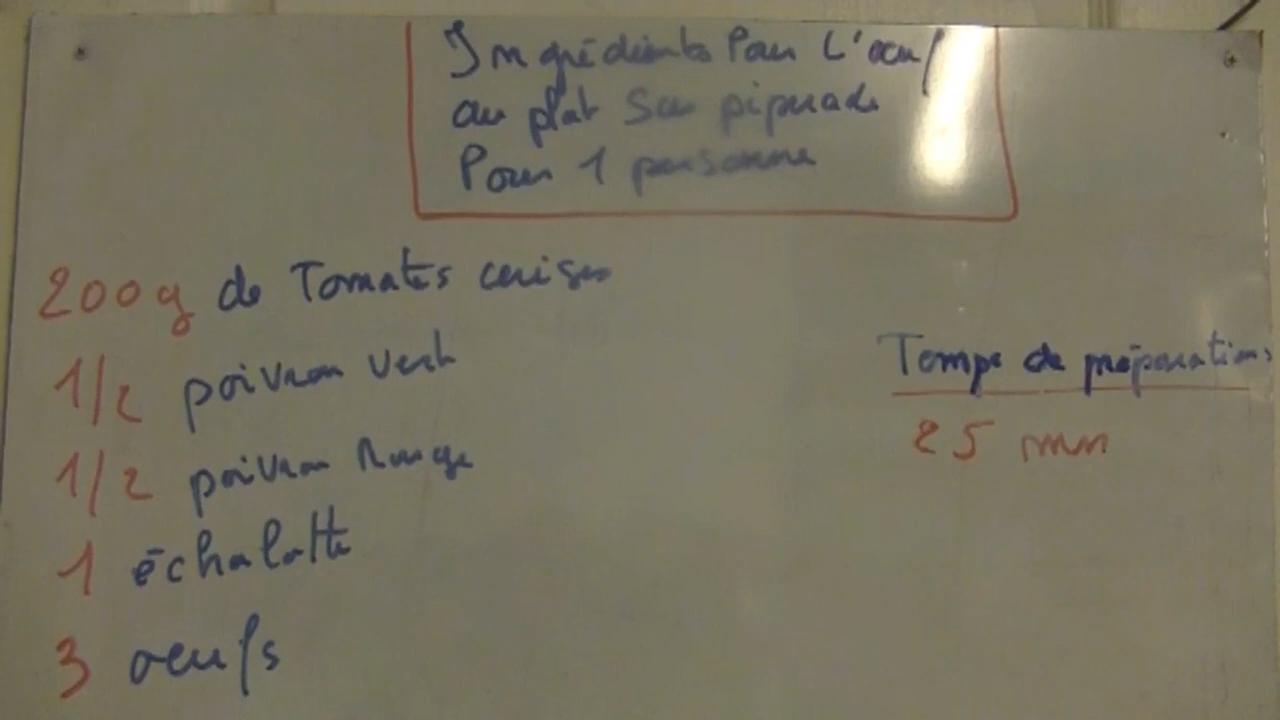 Ingrédients Pour L'oeuf
au plat Sur piperade
Pour 1 personne
200g de Tomates cerises
1/2 poivron vert
1/2 poivron Rouge
1 échalotte
3 oeufs
Temps de préparation
25 mn